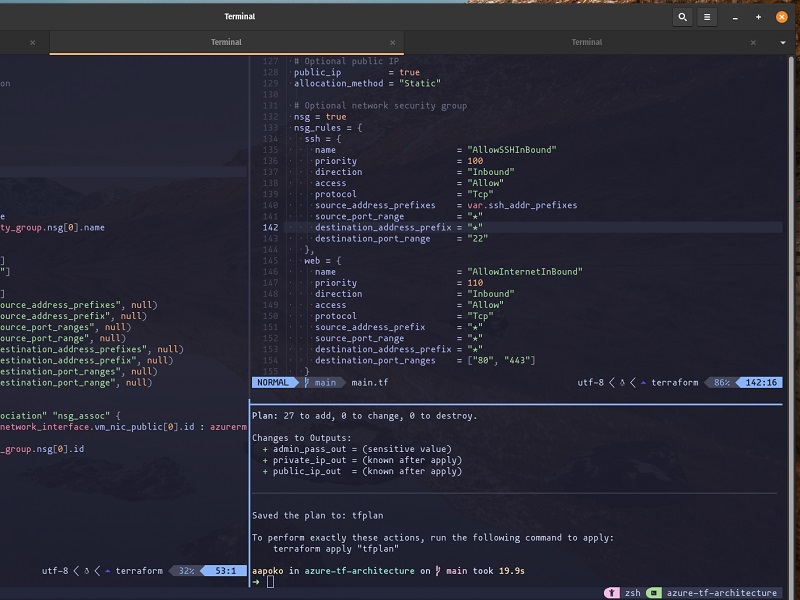 Terminal
Terminal
Terminal
on
e
ty_group.nsg[0].name
]
"]
]
ource_address_prefixes", null)
ource_address_prefix", null)
ource_port_ranges", null)
ource_port_range", null)
estination_address_prefixes", null)
estination_address_prefix", null)
estination_port_ranges", null)
estination_port_range", null)
ociation" "nsg_assoc" {
network_interface.vm_nic_public[0].id : azurerm
_group.nsg[0].id
utf-8 terraform 32% 53:1
127 # Optional public IP
128 public_ip = true
129 allocation_method = "Static"
130
131 # Optional network security group
132 nsg = true
133 nsg_rules = {
134 ssh = {
135 name = "AllowSSHInBound"
136 priority = 100
137 direction = "Inbound"
138 access = "Allow"
139 protocol = "Tcp"
140 source_address_prefixes = var.ssh_addr_prefixes
141 source_port_range = "*"
142 destination_address_prefix = "*"
143 destination_port_range = "22"
144 },
145 web = {
146 name = "AllowInternetInBound"
147 priority = 110
148 direction = "Inbound"
149 access = "Allow"
150 protocol = "Tcp"
151 source_address_prefix = "*"
152 source_port_range = "*"
153 destination_address_prefix = "*"
154 destination_port_ranges = ["80", "443"]
155 }
NORMAL main main.tf utf-8 terraform 86% 142:16
Plan: 27 to add, 0 to change, 0 to destroy.
Changes to Outputs:
+ admin_pass_out = (sensitive value)
+ private_ip_out = (known after apply)
+ public_ip_out = (known after apply)
Saved the plan to: tfplan
To perform exactly these actions, run the following command to apply:
terraform apply "tfplan"
aapoko in azure-tf-architecture on main took 19.9s
→
zsh azure-tf-architecture